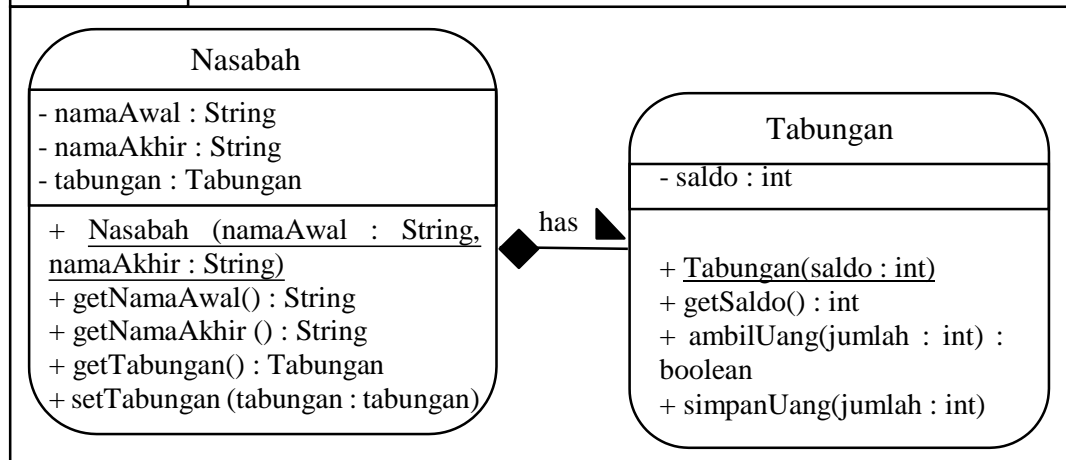 Nasabah
- namaAwal : String
- namaAkhir : String
- tabungan : Tabungan
+ Nasabah (namaAwal : String,
namaAkhir : String)
+ getNamaAwal() : String
+ getNamaAkhir () : String
+ getTabungan() : Tabungan
+ setTabungan (tabungan : tabungan)
has
Tabungan
- saldo : int
+ Tabungan(saldo : int)
+ getSaldo() : int
+ ambilUang(jumlah : int) :
boolean
+ simpanUang(jumlah : int)